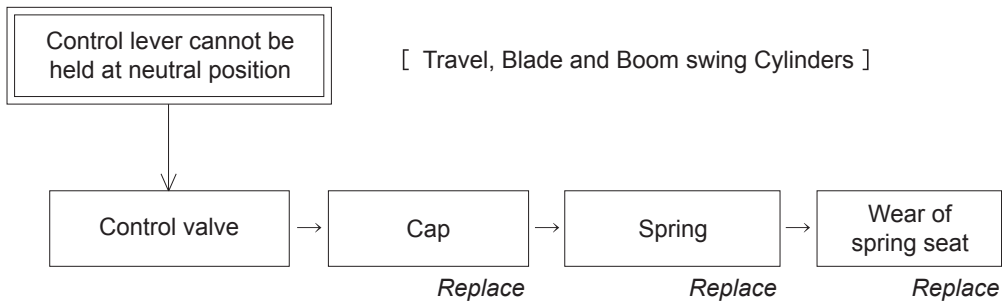 Control lever cannot be
held at neutral position
[ Travel, Blade and Boom swing Cylinders ]
Control valve
Cap
Spring
Wear of
spring seat
Replace
Replace
Replace